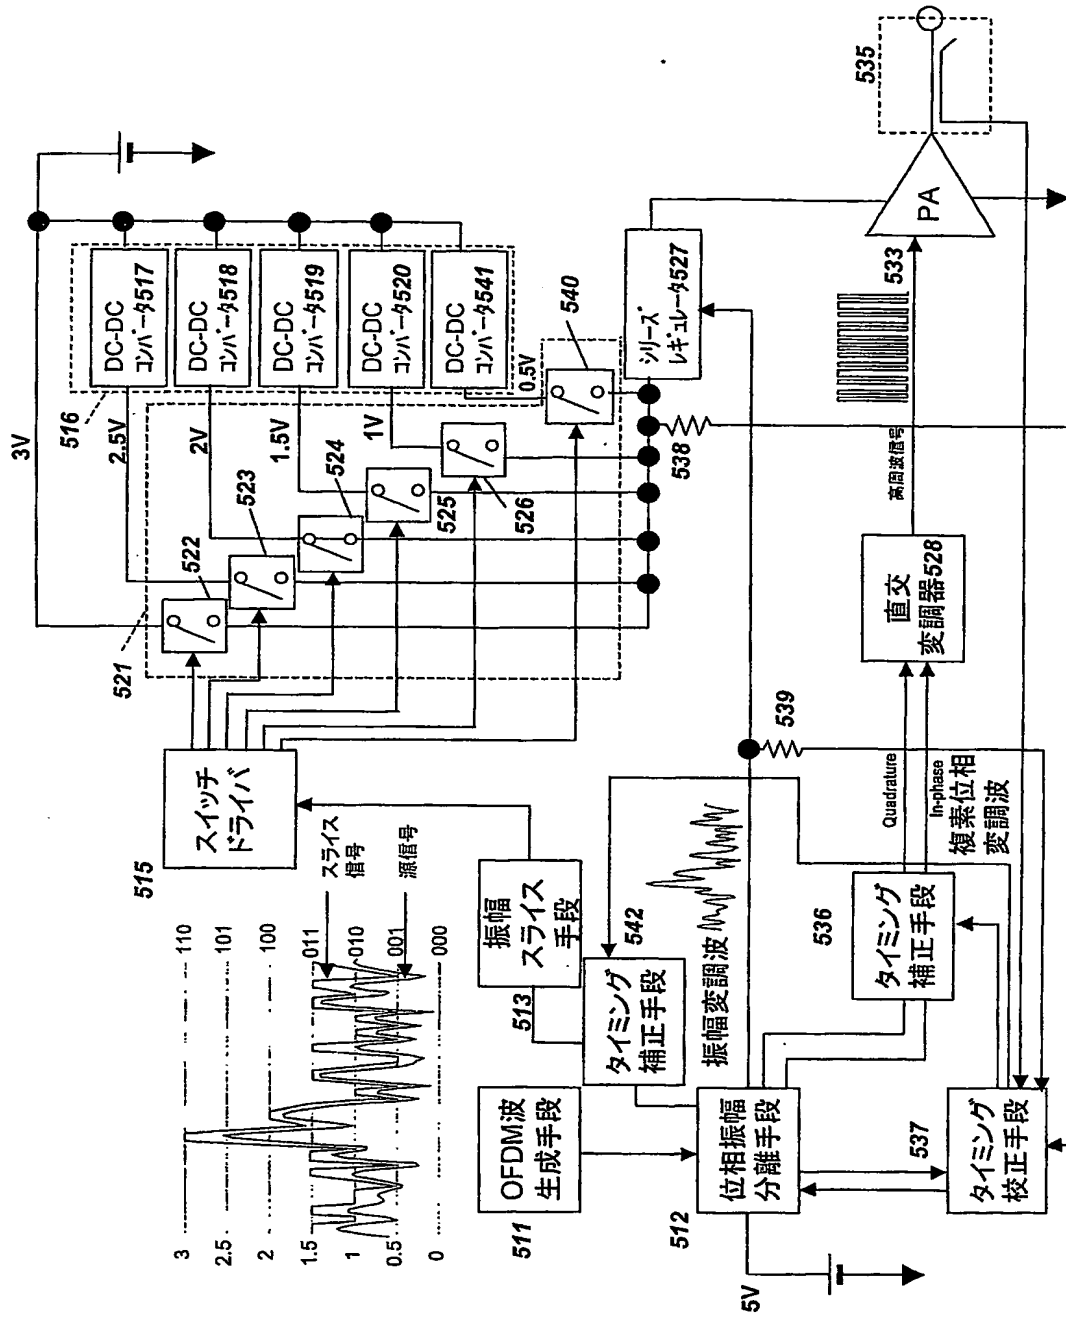 3V
516
2.5V
2V
1.5V
1V
0.5V
DC-DC
コンバータ517
DC-DC
コンバータ518
DC-DC
コンバータ519
DC-DC
コンバータ520
DC-DC
コンバータ541
521
522
523
524
525
526
540
538
シリーズ
レギュレータ527
535
PA
533
高周波信号
直交
変調器528
539
Quadrature
In-phase
複素位相
変調波
515
スイッチ
ドライバ
スライス
信号
源信号
110
101
100
011
010
001
000
3
2.5
2
1.5
1
0.5
0
振幅
スライス
手段
513
542
タイミング
補正手段
振幅変調波
536
タイミング
補正手段
OFDM波
生成手段
511
位相振幅
分離手段
512
537
タイミング
校正手段
5V